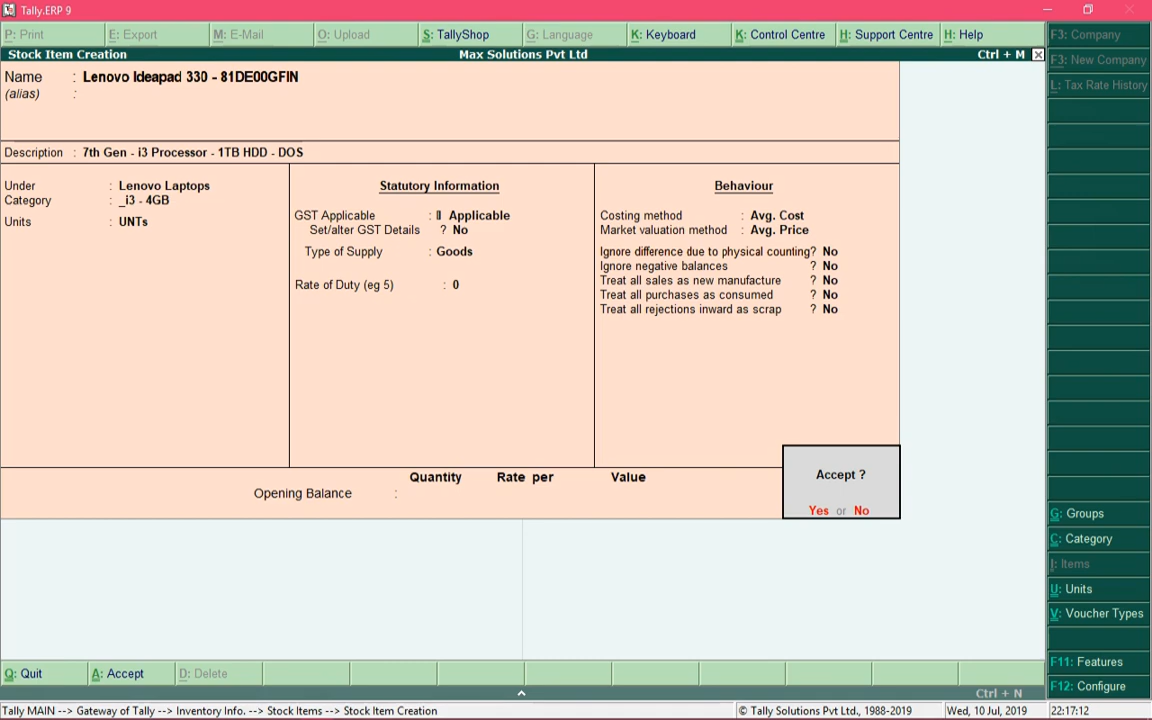 Tally.ERP 9
P: Print E: Export M: E-Mail O: Upload S: TallyShop G: Language K: Keyboard K: Control Centre H: Support Centre H: Help F3: Company
Stock Item Creation Max Solutions Pvt Ltd Ctrl + M
F3: New Company
L: Tax Rate History
Name : Lenovo Ideapad 330 - 81DE00GFIN
(alias) :
Description : 7th Gen - i3 Processor - 1TB HDD - DOS
Under : Lenovo Laptops
Category : _i3 - 4GB
Units : UNTs
Statutory Information
GST Applicable : Applicable
Set/alter GST Details ? No
Type of Supply : Goods
Rate of Duty (eg 5) : 0
Behaviour
Costing method : Avg. Cost
Market valuation method : Avg. Price
Ignore difference due to physical counting? No
Ignore negative balances ? No
Treat all sales as new manufacture ? No
Treat all purchases as consumed ? No
Treat all rejections inward as scrap ? No
Quantity Rate per Value
Opening Balance :
Accept ?
Yes or No
G: Groups
C: Category
I: Items
U: Units
V: Voucher Types
F11: Features
F12: Configure
Q: Quit A: Accept D: Delete
Ctrl + N
Tally MAIN --> Gateway of Tally --> Inventory Info. --> Stock Items --> Stock Item Creation © Tally Solutions Pvt Ltd., 1988-2019 Wed, 10 Jul, 2019 22:17:12